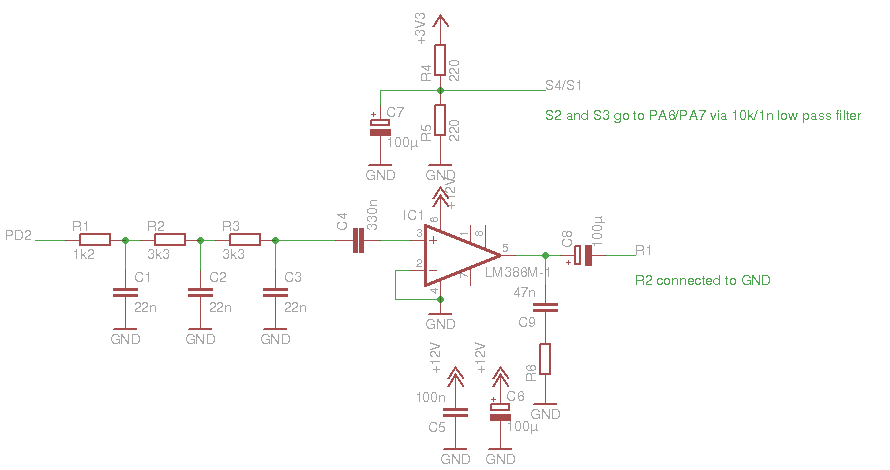 +3V3
R4
220
S4/S1
C7
100µ
R5
220
S2 and S3 go to PA6/PA7 via 10k/1n low pass filter
GND
GND
+12V
PD2
R1
1k2
R2
3k3
R3
3k3
C4
330n
IC1
6
1
8
3
2
5
7
4
LM386M-1
C8
100µ
R1
R2 connected to GND
C1
22n
C2
22n
C3
22n
GND
GND
GND
GND
47n
C9
R6
GND
+12V
+12V
100n
C5
C6
100µ
GND
GND